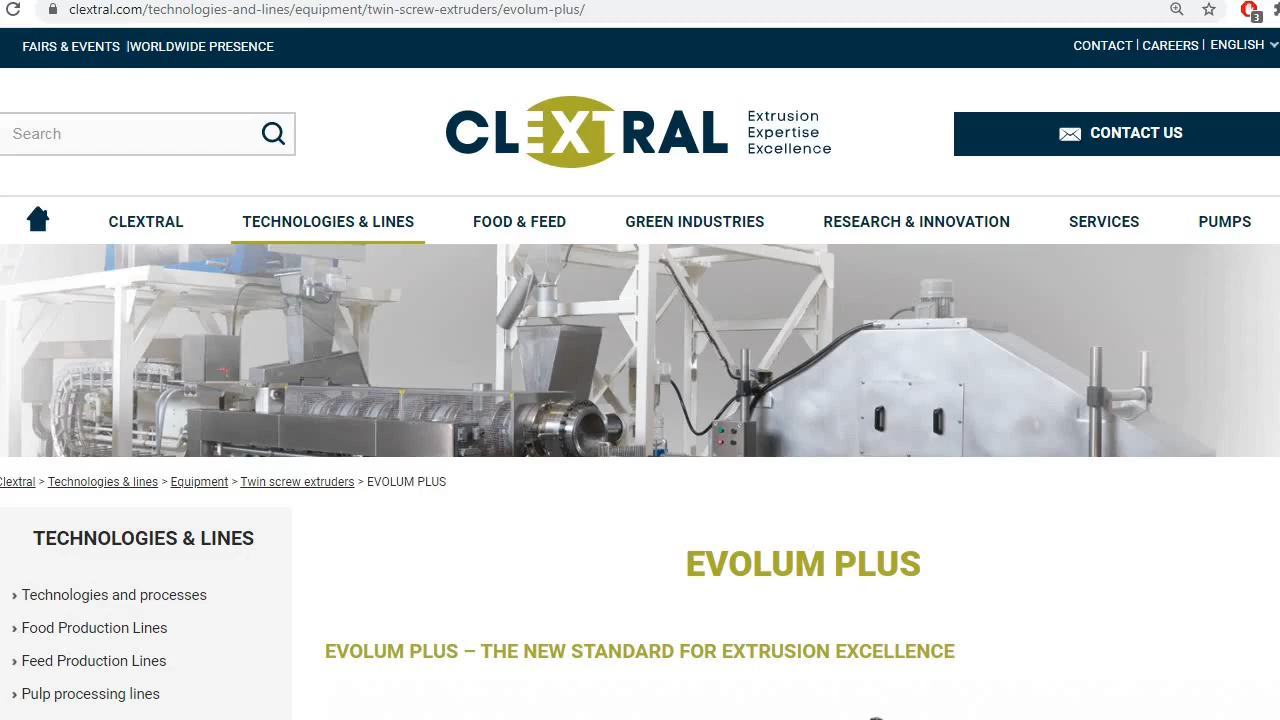 clextral.com/technologies-and-lines/equipment/twin-screw-extruders/evolum-plus/
3
FAIRS & EVENTS | WORLDWIDE PRESENCE
CONTACT | CAREERS | ENGLISH
Search
CLEXTRAL
Extrusion
Expertise
Excellence
CONTACT US
CLEXTRAL
TECHNOLOGIES & LINES
FOOD & FEED
GREEN INDUSTRIES
RESEARCH & INNOVATION
SERVICES
PUMPS
Clextral > Technologies & lines > Equipment > Twin screw extruders > EVOLUM PLUS
TECHNOLOGIES & LINES
› Technologies and processes
› Food Production Lines
› Feed Production Lines
› Pulp processing lines
EVOLUM PLUS
EVOLUM PLUS – THE NEW STANDARD FOR EXTRUSION EXCELLENCE